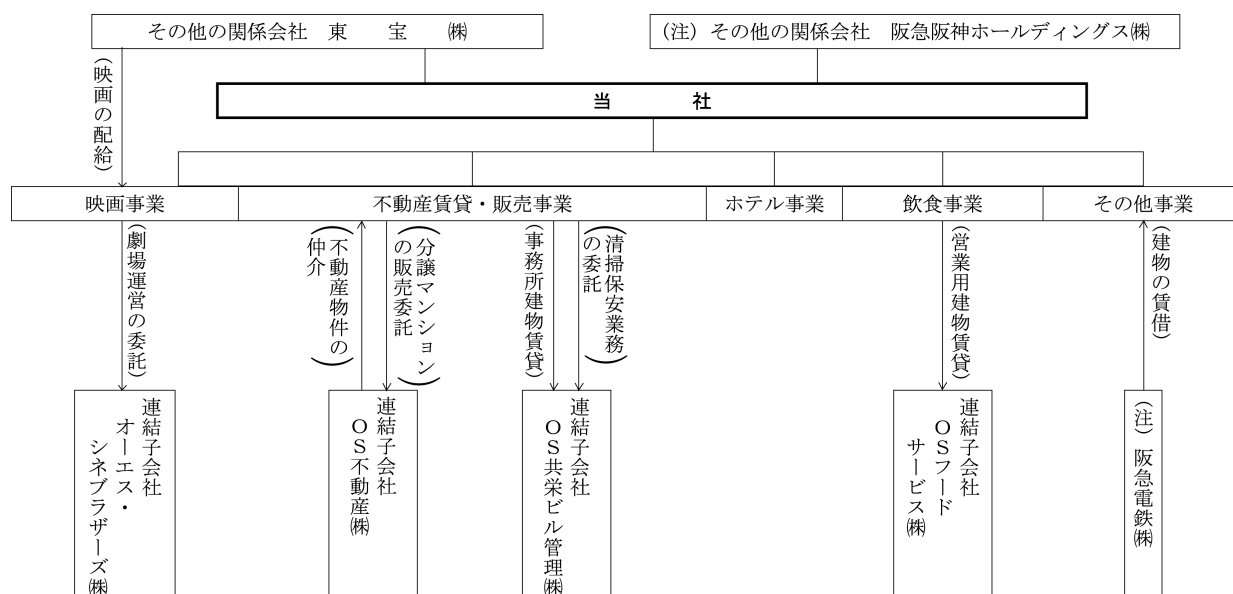 その他の関係会社　東　宝　㈱
（注）その他の関係会社　阪急阪神ホールディングス㈱
（映画の配給）
当　社
映画事業
不動産賃貸・販売事業
ホテル事業
飲食事業
その他事業
（劇場運営の委託）
（不動産物件の
仲介）
（分譲マンション
の販売委託）
（事務所建物賃貸）
（清掃保安業務
の委託）
（営業用建物賃貸）
（建物の賃借）
連結子会社
オーエス・
シネブラザーズ㈱
連結子会社
ＯＳ不動産㈱
連結子会社
ＯＳ共栄ビル管理㈱
連結子会社
ＯＳフード
サービス㈱
（注）阪急電鉄㈱